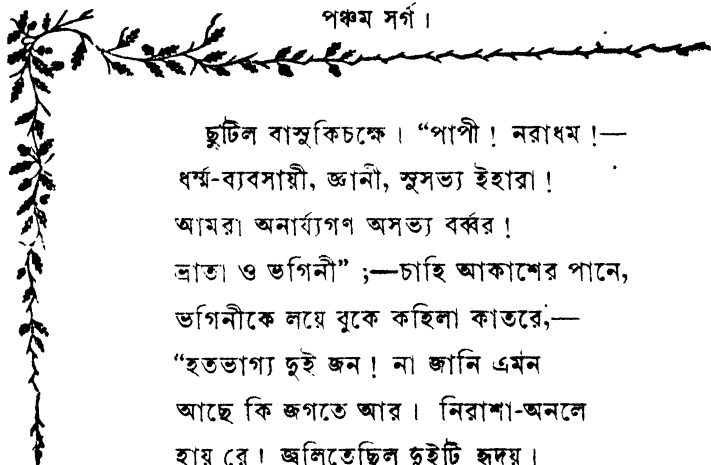 পঞ্চম সর্গ।
ছুটিল বাসুকিচক্ষে। “পাপী! নরাধম!—
ধর্ম্ম-ব্যবসায়ী, জ্ঞানী, সুসভ্য ইহারা!
আমরা অনার্য্যগণ অসভ্য বর্ব্বর!
ভ্রাতা ও ভগিনী” ;—চাহি আকাশের পানে,
ভগিনীকে লয়ে বুকে কহিলা কাতরে,—
“হতভাগ্য দুই জন! না জানি এমন
আছে কি জগতে আর। নিরাশা-অনলে
হায় রে! জ্বলিতেছিল দুইটি হৃদয়।